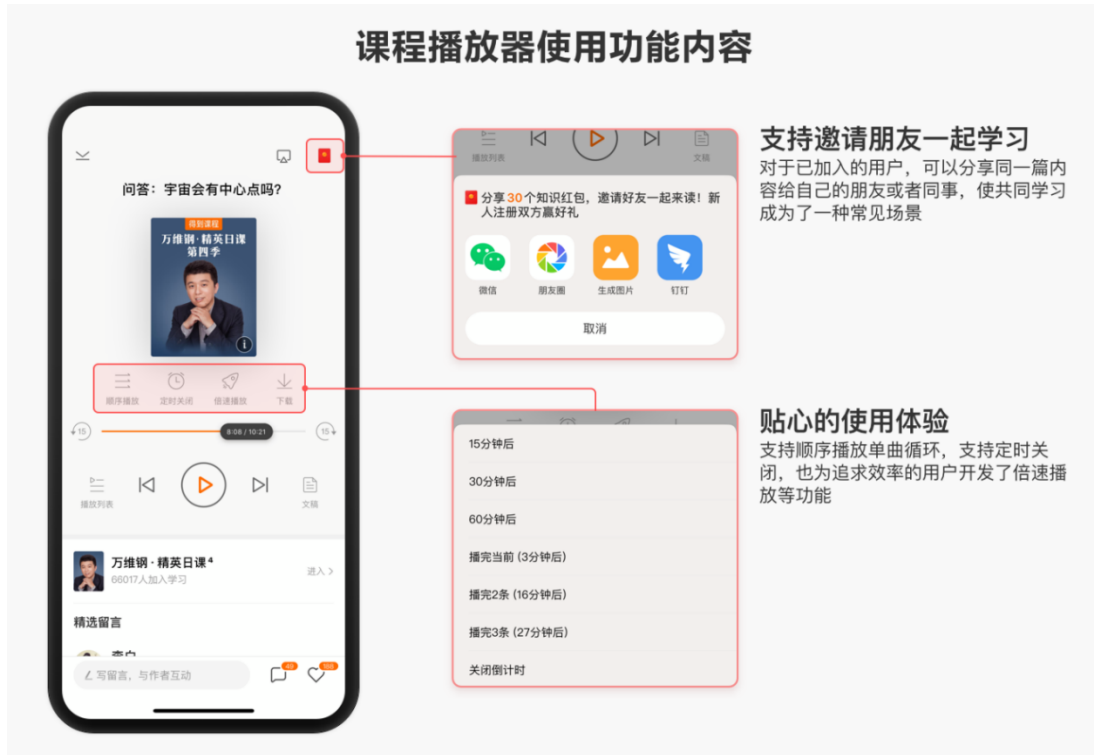 课程播放器使用功能内容
问答：宇宙会有中心点吗?
得到课程
万维钢·精英日课
第四季
顺序播放
定时关闭
倍速播放
下载
15
8:08 / 10:21
15
播放列表
文稿
万维钢 · 精英日课⁴
66017人加入学习
进入
精选留言
李白
写留言，与作者互动
49
168
播放列表
文稿
分享30个知识红包，邀请好友一起来读！新
人注册双方赢好礼
微信
朋友圈
生成图片
钉钉
取消
支持邀请朋友一起学习
对于已加入的用户，可以分享同一篇内
容给自己的朋友或者同事，使共同学习
成为了一种常见场景
15分钟后
30分钟后
60分钟后
播完当前 (3分钟后)
播完2条 (16分钟后)
播完3条 (27分钟后)
关闭倒计时
贴心的使用体验
支持顺序播放单曲循环，支持定时关
闭，也为追求效率的用户开发了倍速播
放等功能